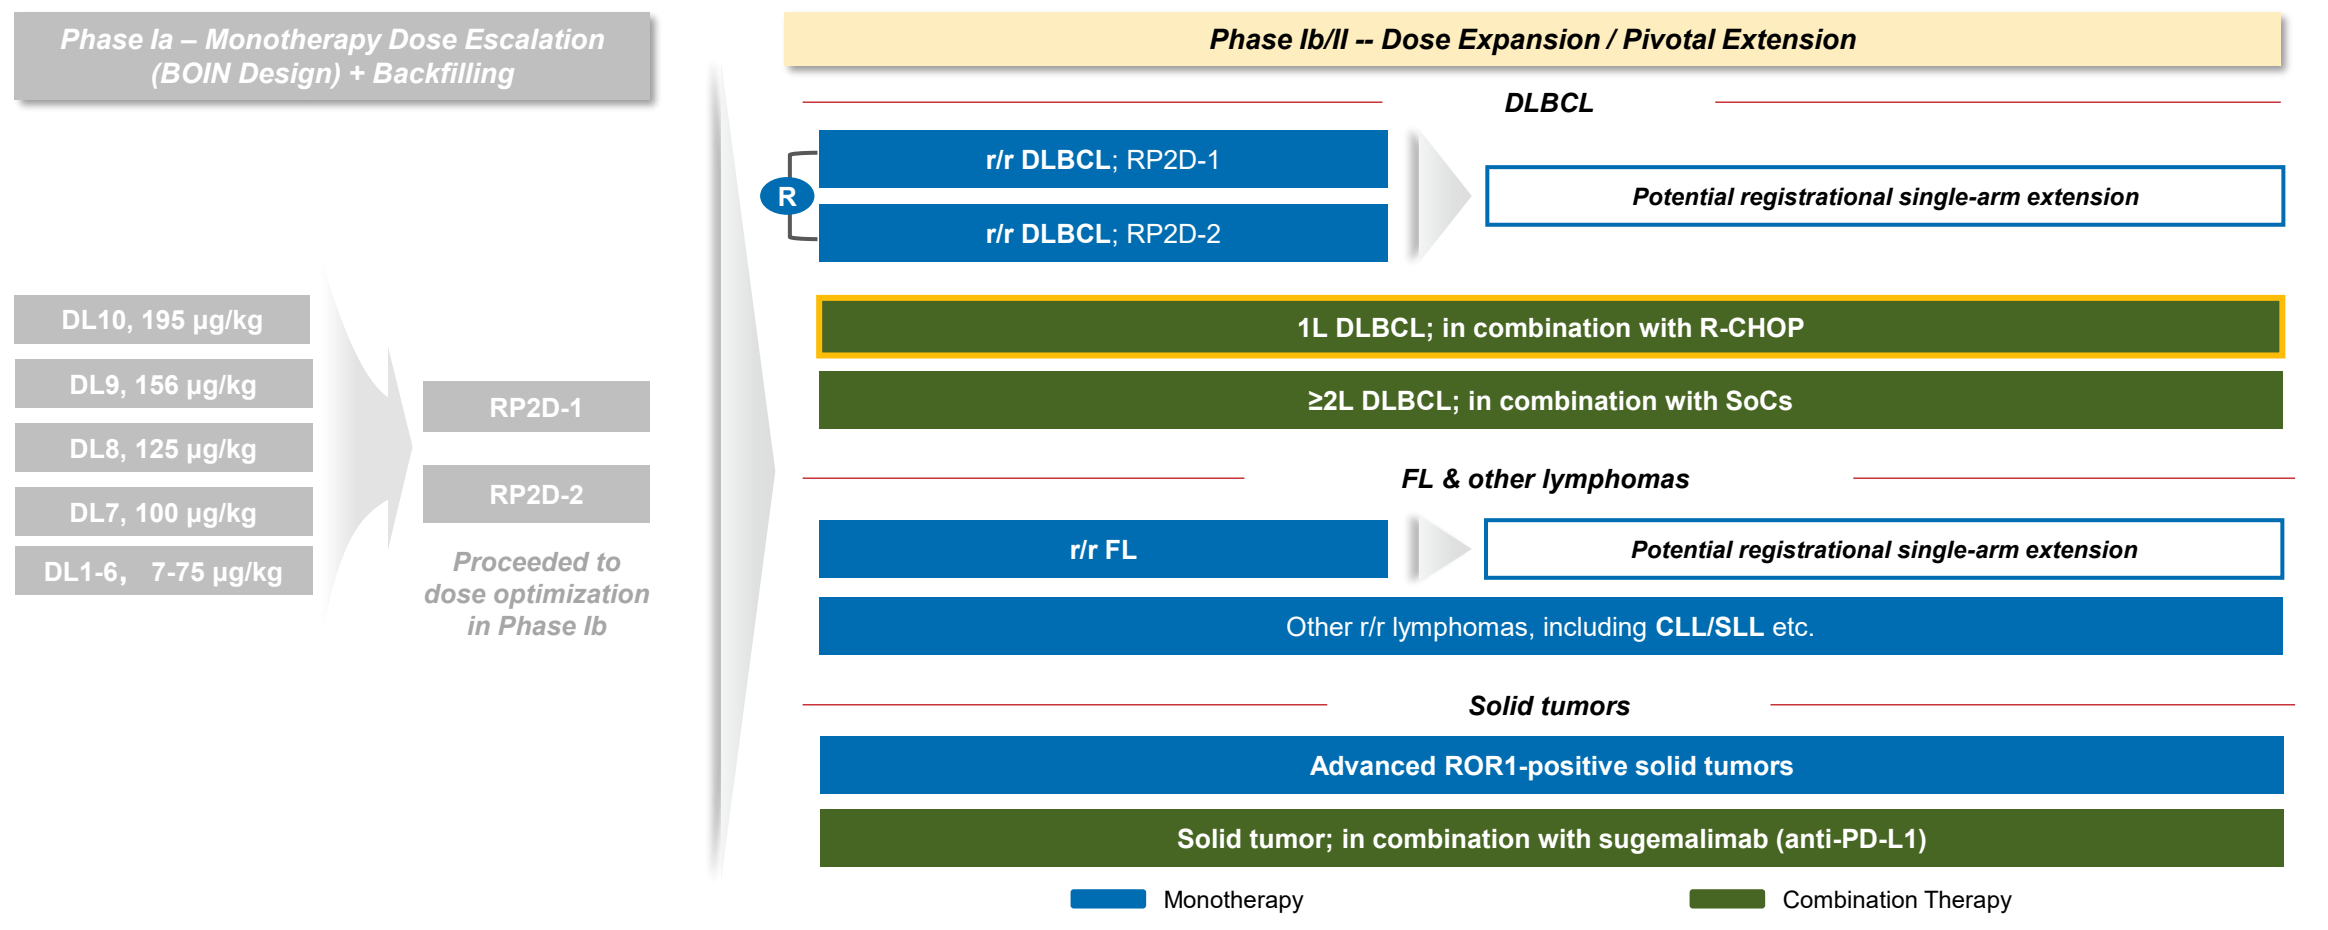 Phase Ia – Monotherapy Dose Escalation
(BOIN Design) + Backfilling
DL10, 195 µg/kg
DL9, 156 µg/kg
DL8, 125 µg/kg
DL7, 100 µg/kg
DL1-6， 7-75 µg/kg
RP2D-1
RP2D-2
Proceeded to
dose optimization
in Phase Ib
Phase Ib/II -- Dose Expansion / Pivotal Extension
DLBCL
R
r/r DLBCL; RP2D-1
r/r DLBCL; RP2D-2
Potential registrational single-arm extension
1L DLBCL; in combination with R-CHOP
≥2L DLBCL; in combination with SoCs
FL & other lymphomas
r/r FL
Potential registrational single-arm extension
Other r/r lymphomas, including CLL/SLL etc.
Solid tumors
Advanced ROR1-positive solid tumors
Solid tumor; in combination with sugemalimab (anti-PD-L1)
Monotherapy
Combination Therapy